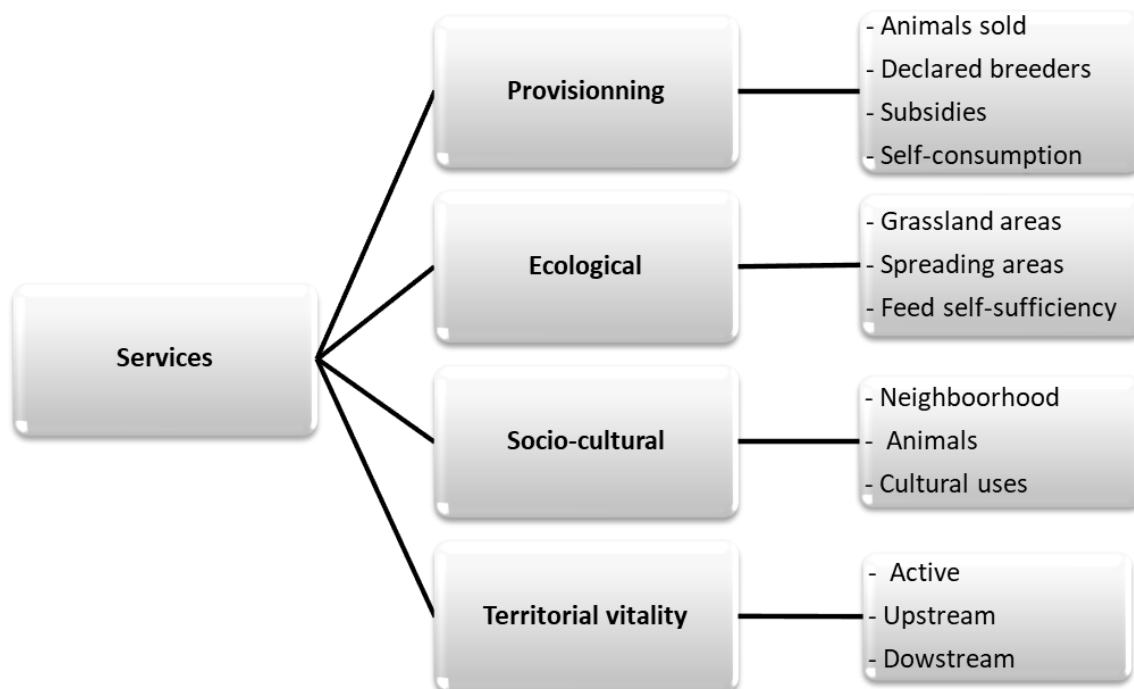 Services
Provisionning
- Animals sold
- Declared breeders
- Subsidies
- Self-consumption
Ecological
- Grassland areas
- Spreading areas
- Feed self-sufficiency
Socio-cultural
- Neighboorhood
- Animals
- Cultural uses
Territorial vitality
- Active
- Upstream
- Dowstream